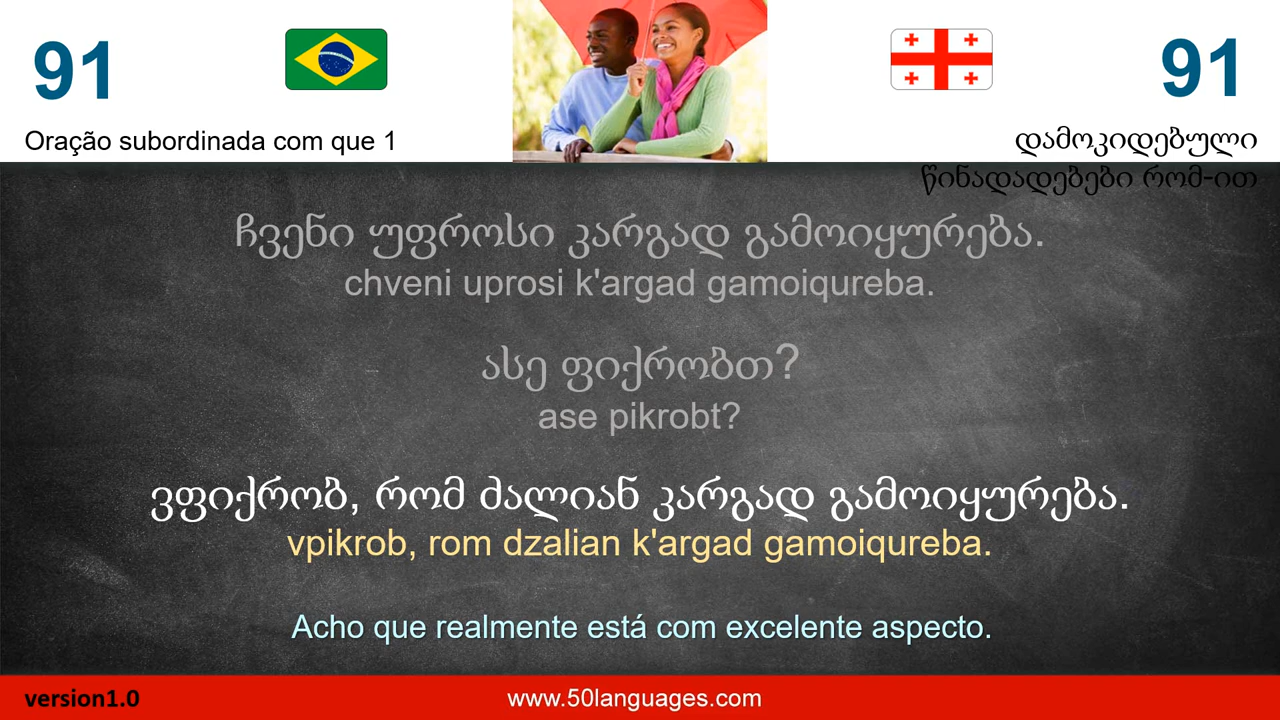 91
91
Oração subordinada com que 1
დამოკიდებული
წინადადებები რომ-ით
ჩვენი უფროსი კარგად გამოიყურება.
chveni uprosi k'argad gamoiqureba.
ასე ფიქრობთ?
ase pikrobt?
ვფიქრობ, რომ ძალიან კარგად გამოიყურება.
vpikrob, rom dzalian k'argad gamoiqureba.
Acho que realmente está com excelente aspecto.
version1.0
www.50languages.com